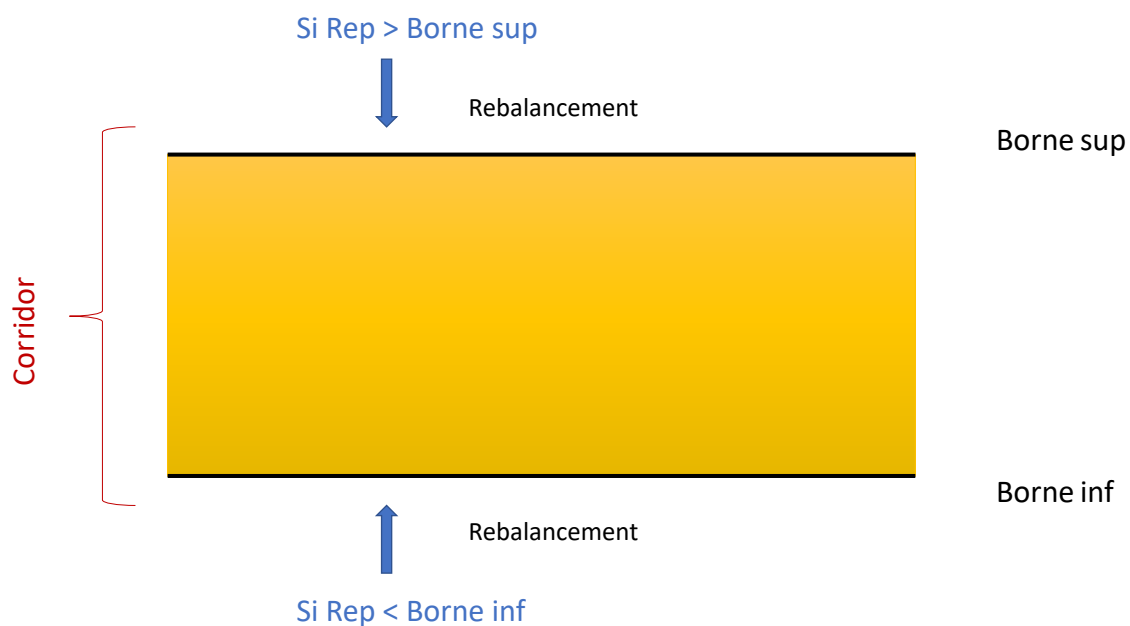 Si Rep > Borne sup
Rebalancement
Borne sup
Corridor
Borne inf
Rebalancement
Si Rep < Borne inf